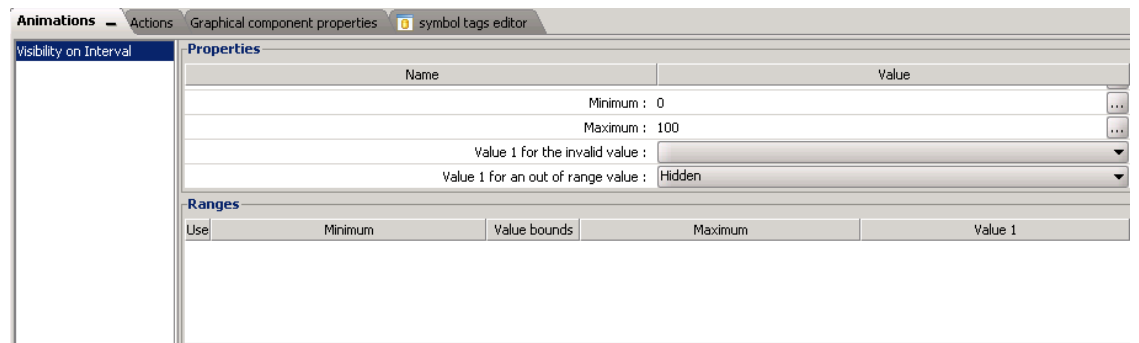 Animations Actions Graphical component properties symbol tags editor
Visibility on Interval
Properties
Name Value
Minimum : 0 ...
Maximum : 100 ...
Value 1 for the invalid value :
Value 1 for an out of range value : Hidden
Ranges
Use Minimum Value bounds Maximum Value 1